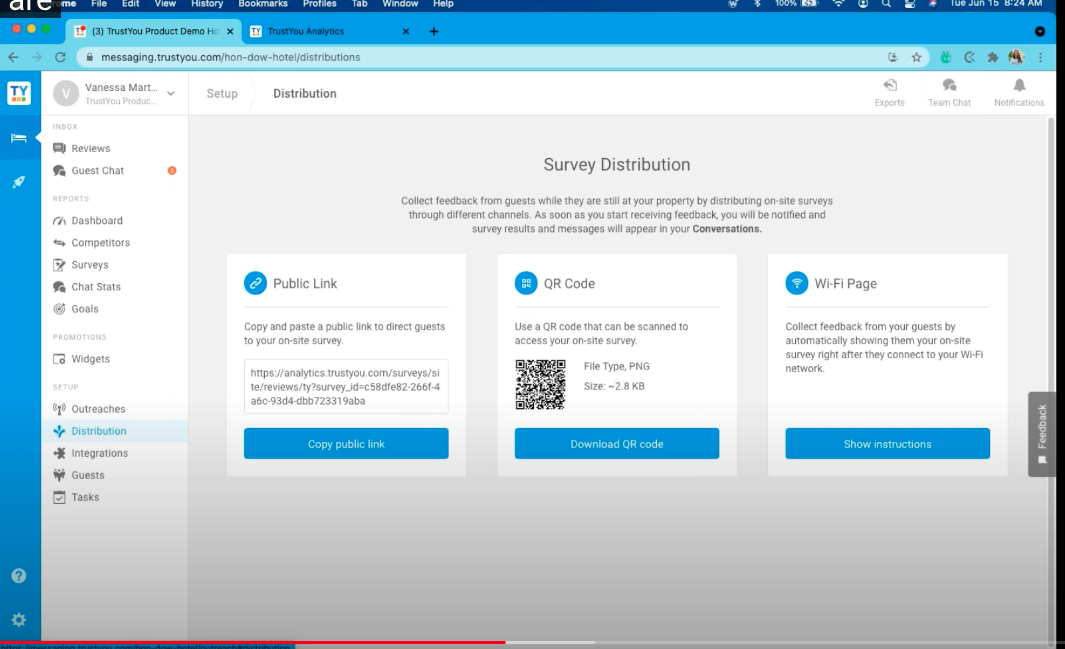 are
ome File Edit View History Bookmarks Profiles Tab Window Help
100% Tue Jun 15 8:24 AM
(3) TrustYou Product Demo Ho
TrustYou Analytics
messaging.trustyou.com/hon-dow-hotel/distributions
TY
V
Vanessa Mart...
TrustYou Produc...
Setup
Distribution
Exports
Team Chat
Notifications
INBOX
Reviews
Guest Chat
3
REPORTS
Dashboard
Competitors
Surveys
Chat Stats
Goals
PROMOTIONS
Widgets
SETUP
Outreaches
Distribution
Integrations
Guests
Tasks
Survey Distribution
Collect feedback from guests while they are still at your property by distributing on-site surveys
through different channels. As soon as you start receiving feedback, you will be notified and
survey results and messages will appear in your Conversations.
Public Link
Copy and paste a public link to direct guests
to your on-site survey.
https://analytics.trustyou.com/surveys/si
te/reviews/ty?survey_id=c58dfe82-266f-4
a6c-93d4-dbb723319aba
Copy public link
QR Code
Use a QR code that can be scanned to
access your on-site survey.
File Type, PNG
Size: ~2.8 KB
Download QR code
Wi-Fi Page
Collect feedback from your guests by
automatically showing them your on-site
survey right after they connect to your Wi-Fi
network.
Show instructions
Feedback